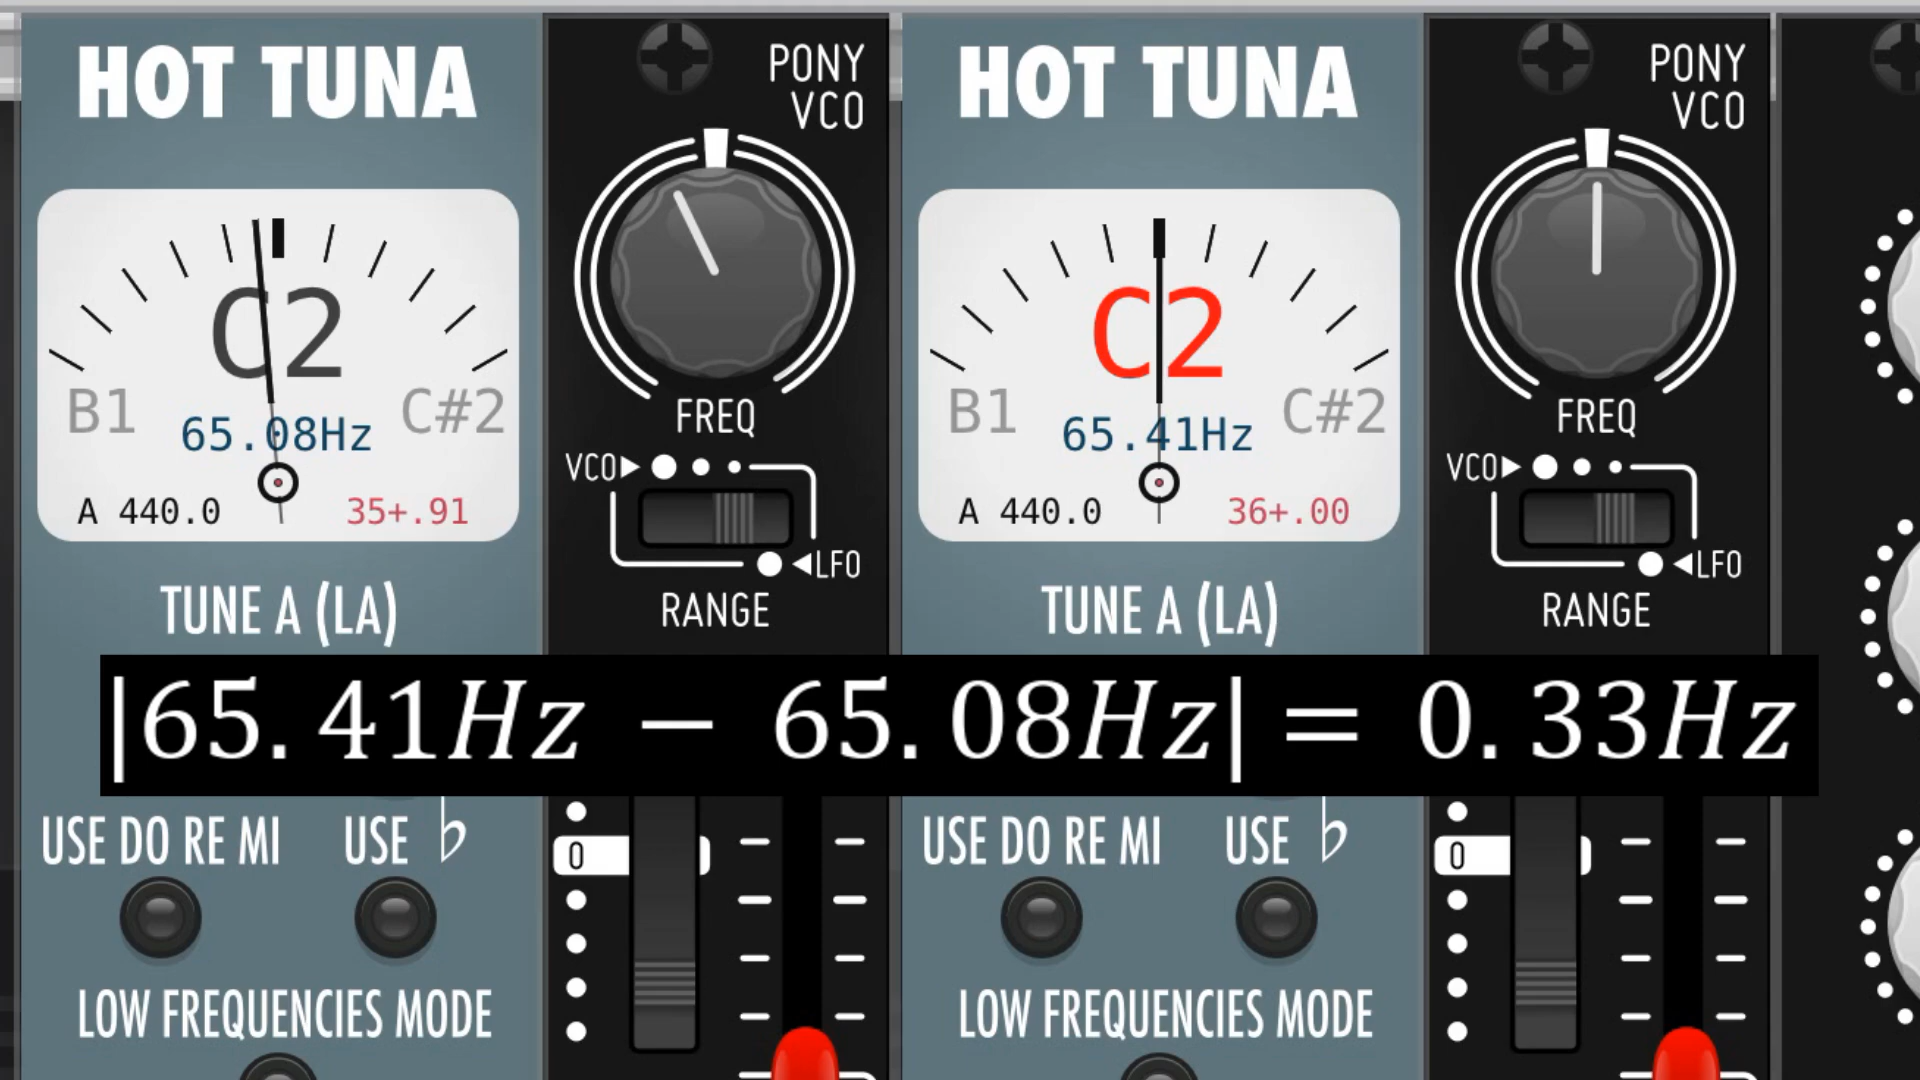 HOT TUNA
C2
B1
C#2
65.08Hz
A 440.0
35+.91
TUNE A (LA)
PONY
VCO
FREQ
VCO
LFO
RANGE
HOT TUNA
C2
B1
C#2
65.41Hz
A 440.0
36+.00
TUNE A (LA)
PONY
VCO
FREQ
VCO
LFO
RANGE
|65.41Hz − 65.08Hz| = 0.33Hz
USE DO RE MI
USE ♭
LOW FREQUENCIES MODE
0
USE DO RE MI
USE ♭
LOW FREQUENCIES MODE
0